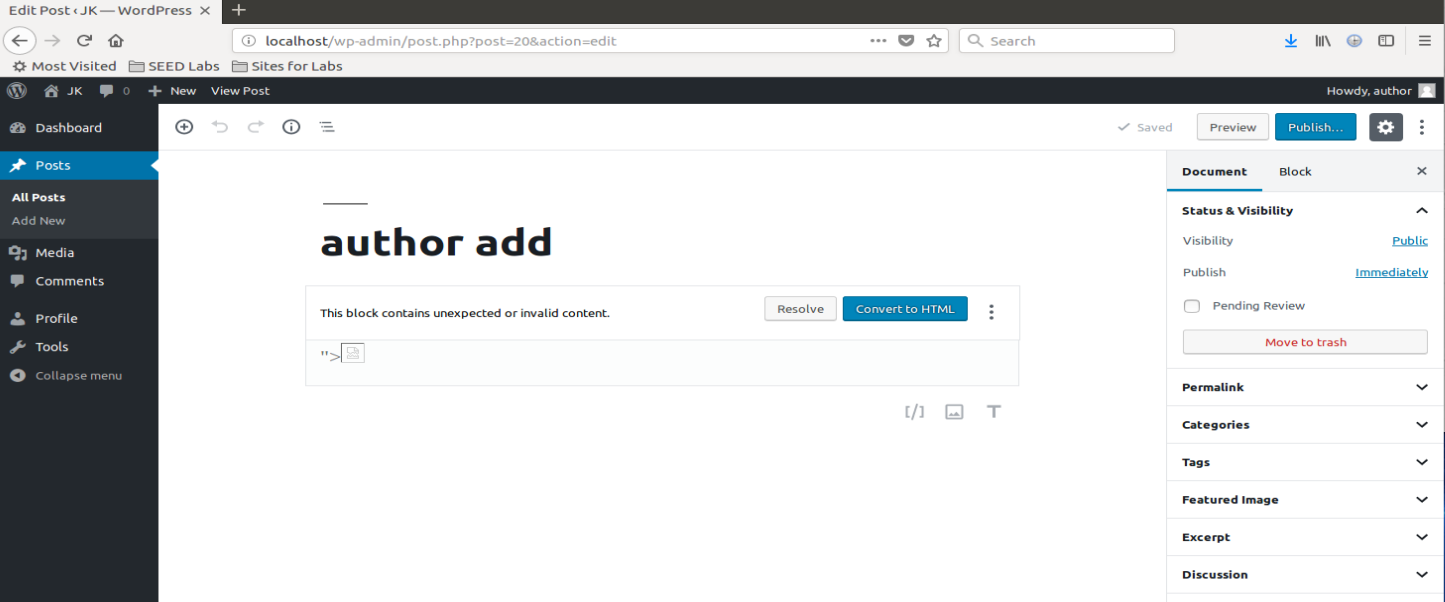 Edit Post ‹ JK — WordPress
localhost/wp-admin/post.php?post=20&action=edit
Search
Most Visited SEED Labs Sites for Labs
JK 0 New View Post Howdy, author
Dashboard
Posts
All Posts
Add New
Media
Comments
Profile
Tools
Collapse menu
Saved Preview Publish...
author add
This block contains unexpected or invalid content. Resolve Convert to HTML
">
Document Block
Status & Visibility
Visibility Public
Publish Immediately
Pending Review
Move to trash
Permalink
Categories
Tags
Featured Image
Excerpt
Discussion